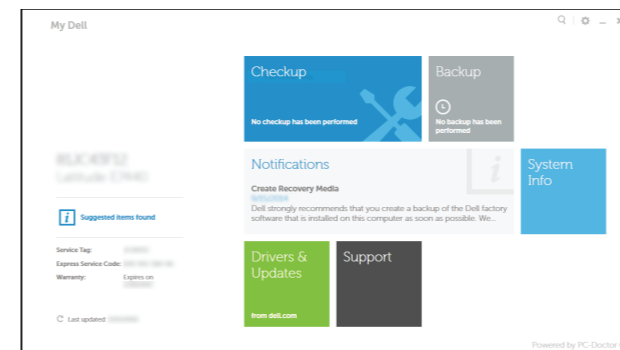 My Dell
Checkup
No checkup has been performed
Backup
No backup has been
performed
Notifications
Create Recovery Media
Dell strongly recommends that you create a backup of the Dell factory
software that is installed on this computer as soon as possible. We...
System
Info
Suggested items found
Service Tag:
Express Service Code:
Warranty: Expires on
Last updated:
Drivers &
Updates
from dell.com
Support
Powered by PC-Doctor